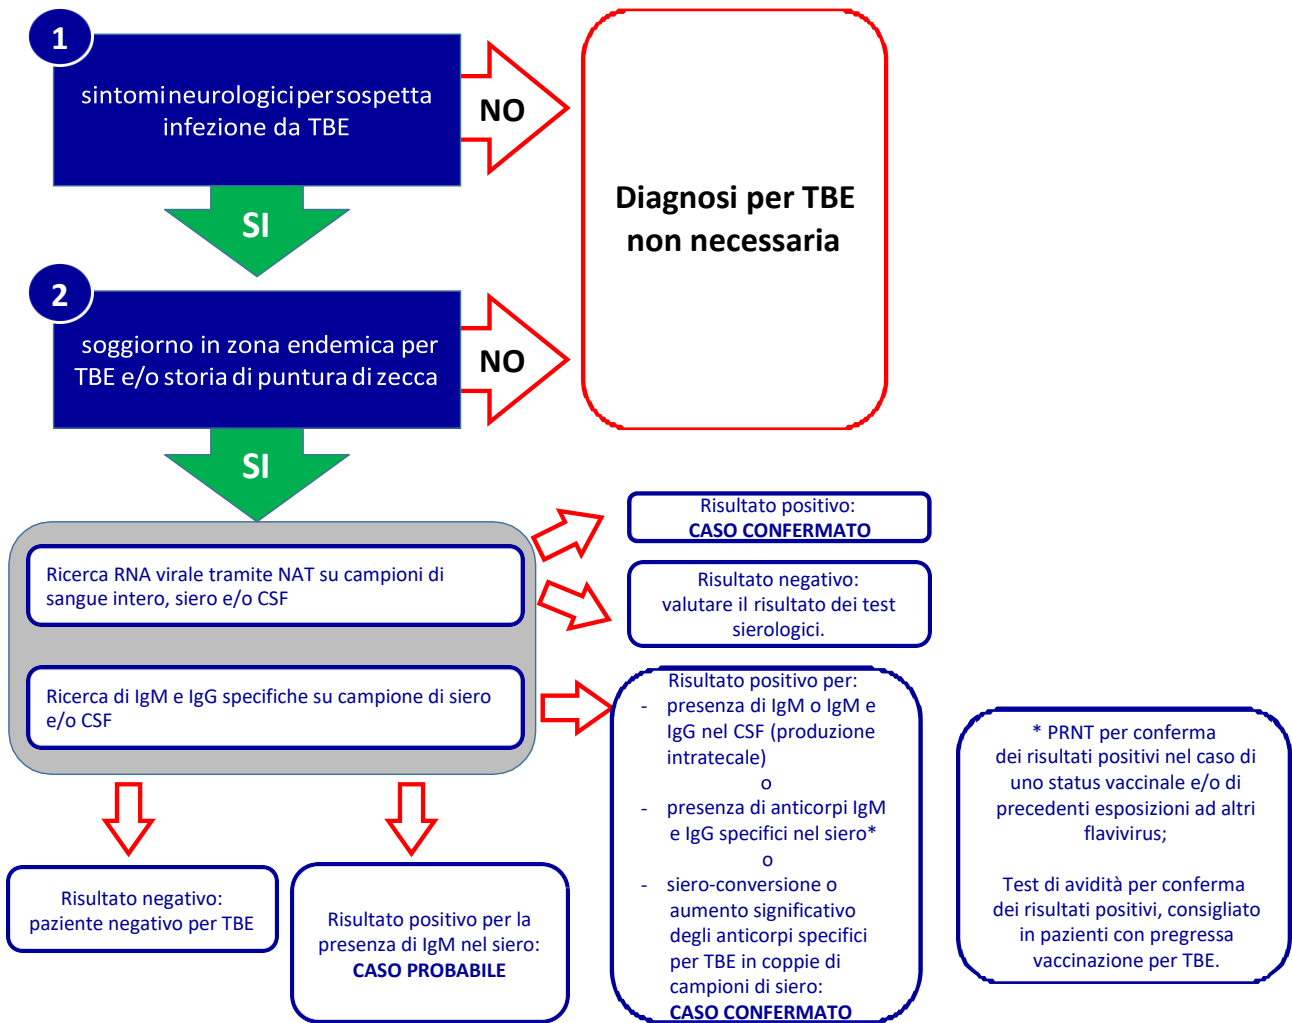 1
sintomi neurologici per sospetta
infezione da TBE
NO
SI
Diagnosi per TBE
non necessaria
2
soggiorno in zona endemica per
TBE e/o storia di puntura di zecca
NO
SI
Ricerca RNA virale tramite NAT su campioni di
sangue intero, siero e/o CSF
Risultato positivo:
CASO CONFERMATO
Risultato negativo:
valutare il risultato dei test
sierologici.
Ricerca di IgM e IgG specifiche su campione di siero
e/o CSF
Risultato positivo per:
- presenza di IgM o IgM e
IgG nel CSF (produzione
intratecale)
o
- presenza di anticorpi IgM
e IgG specifici nel siero*
o
- siero-conversione o
aumento significativo
degli anticorpi specifici
per TBE in coppie di
campioni di siero:
CASO CONFERMATO
* PRNT per conferma
dei risultati positivi nel caso di
uno status vaccinale e/o di
precedenti esposizioni ad altri
flavivirus;
Test di avidità per conferma
dei risultati positivi, consigliato
in pazienti con pregressa
vaccinazione per TBE.
Risultato negativo:
paziente negativo per TBE
Risultato positivo per la
presenza di IgM nel siero:
CASO PROBABILE